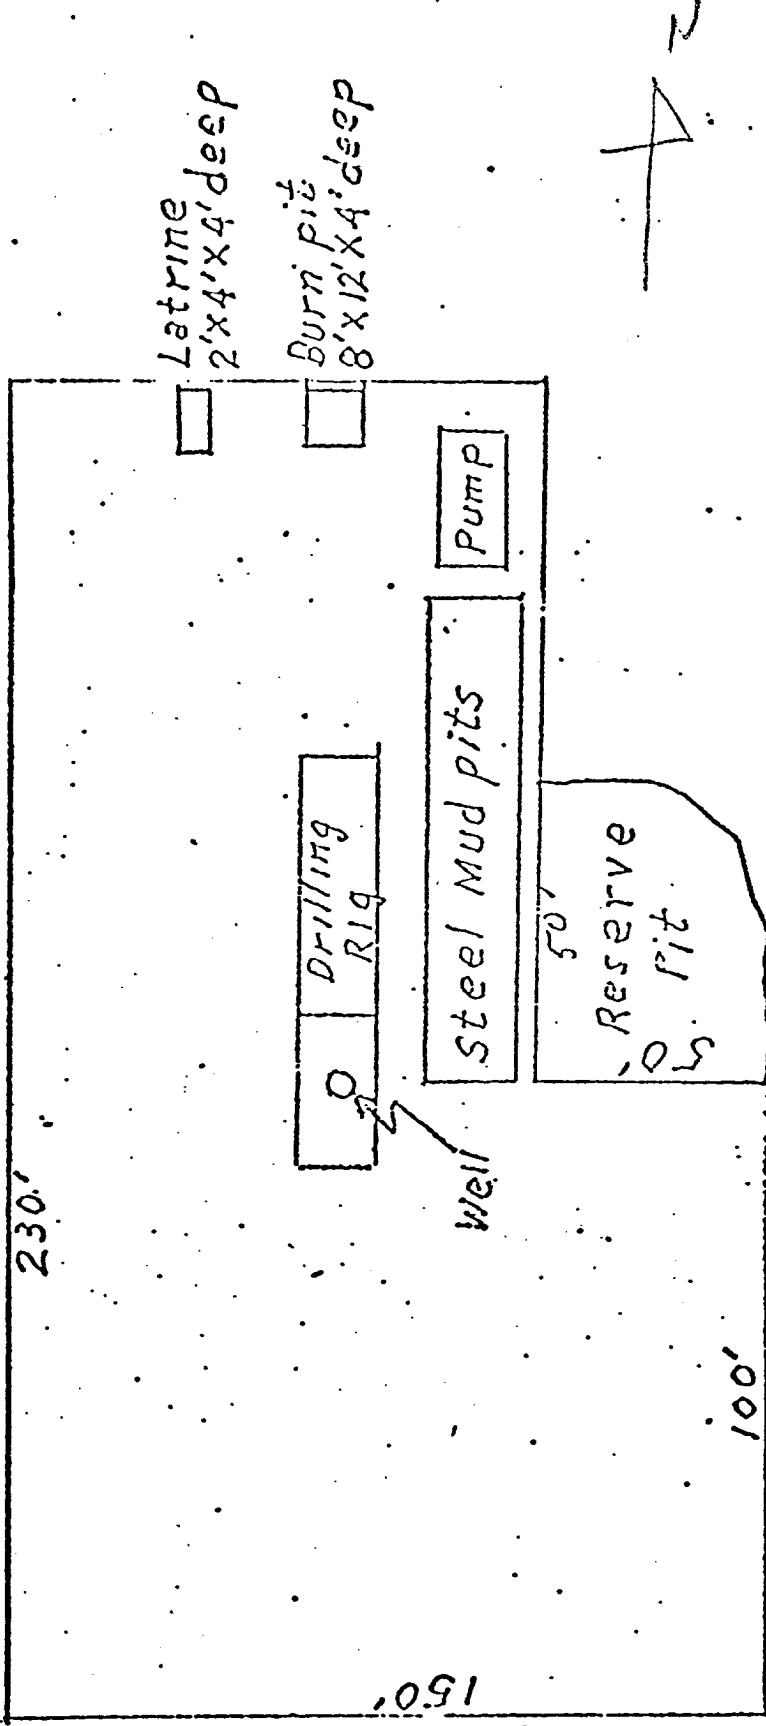 230'
Latrine
2'X4'X4' deep
Burn pit
8'X12'X4' deep
Pump
Steel Mud pits
Drilling
Rig
Well
50'
Reserve
Pit
50'
100'
150'
N